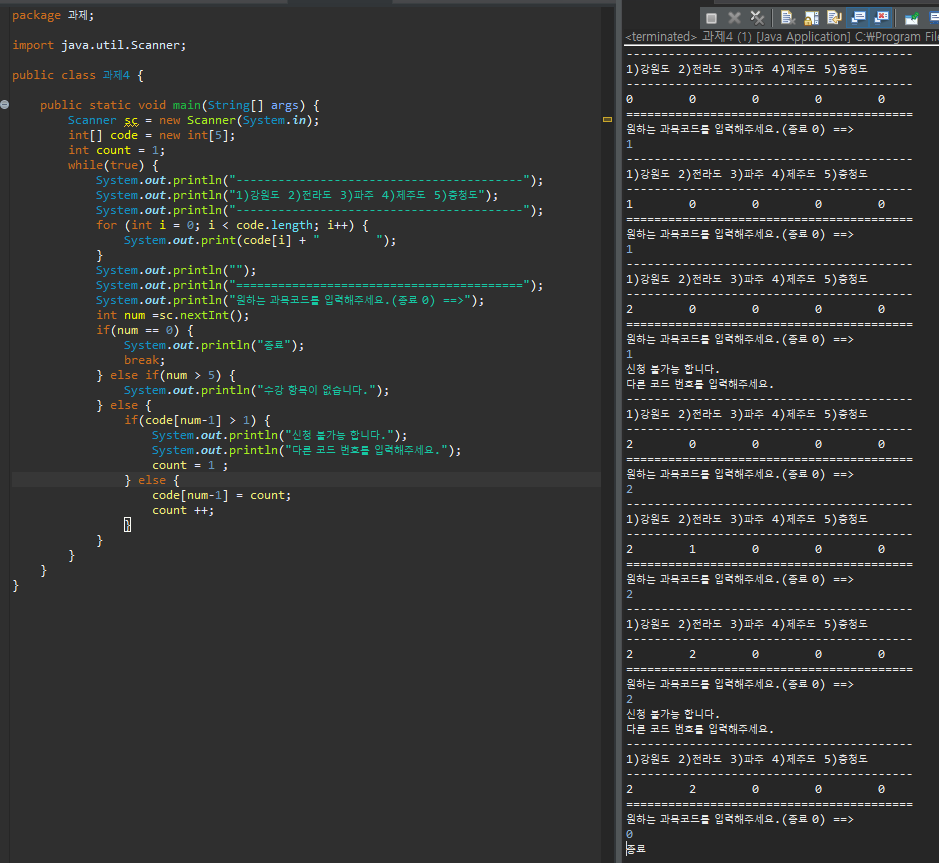 package 과제;
import java.util.Scanner;
public class 과제4 {
public static void main(String[] args) {
Scanner sc = new Scanner(System.in);
int[] code = new int[5];
int count = 1;
while(true) {
System.out.println("-----------------------------------------");
System.out.println("1)강원도 2)전라도 3)파주 4)제주도 5)충청도");
System.out.println("-----------------------------------------");
for (int i = 0; i < code.length; i++) {
System.out.print(code[i] + "        ");
}
System.out.println("");
System.out.println("=========================================");
System.out.println("원하는 과목코드를 입력해주세요.(종료 0) ==>");
int num =sc.nextInt();
if(num == 0) {
System.out.println("종료");
break;
} else if(num > 5) {
System.out.println("수강 항목이 없습니다.");
} else {
if(code[num-1] > 1) {
System.out.println("신청 불가능 합니다.");
System.out.println("다른 코드 번호를 입력해주세요.");
count = 1 ;
} else {
code[num-1] = count;
count ++;
}
}
}
}
}
<terminated> 과제4 (1) [Java Application] C:₩Program File
-----------------------------------------
1)강원도 2)전라도 3)파주 4)제주도 5)충청도
-----------------------------------------
0        0        0        0        0
=========================================
원하는 과목코드를 입력해주세요.(종료 0) ==>
1
-----------------------------------------
1)강원도 2)전라도 3)파주 4)제주도 5)충청도
-----------------------------------------
1        0        0        0        0
=========================================
원하는 과목코드를 입력해주세요.(종료 0) ==>
1
-----------------------------------------
1)강원도 2)전라도 3)파주 4)제주도 5)충청도
-----------------------------------------
2        0        0        0        0
=========================================
원하는 과목코드를 입력해주세요.(종료 0) ==>
1
신청 불가능 합니다.
다른 코드 번호를 입력해주세요.
-----------------------------------------
1)강원도 2)전라도 3)파주 4)제주도 5)충청도
-----------------------------------------
2        0        0        0        0
=========================================
원하는 과목코드를 입력해주세요.(종료 0) ==>
2
-----------------------------------------
1)강원도 2)전라도 3)파주 4)제주도 5)충청도
-----------------------------------------
2        1        0        0        0
=========================================
원하는 과목코드를 입력해주세요.(종료 0) ==>
2
-----------------------------------------
1)강원도 2)전라도 3)파주 4)제주도 5)충청도
-----------------------------------------
2        2        0        0        0
=========================================
원하는 과목코드를 입력해주세요.(종료 0) ==>
2
신청 불가능 합니다.
다른 코드 번호를 입력해주세요.
-----------------------------------------
1)강원도 2)전라도 3)파주 4)제주도 5)충청도
-----------------------------------------
2        2        0        0        0
=========================================
원하는 과목코드를 입력해주세요.(종료 0) ==>
0
종료